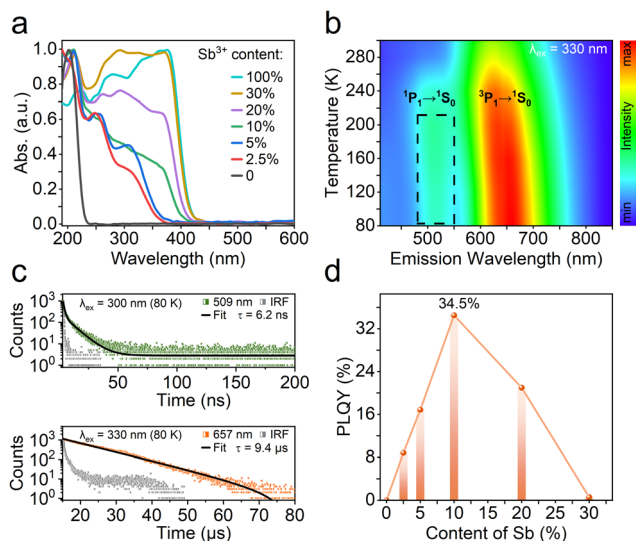 a
Sb³⁺ content:
100%
30%
20%
10%
5%
2.5%
0
1.0
0.8
0.6
0.4
0.2
0.0
Abs. (a.u.)
200 300 400 500 600
Wavelength (nm)
b
λex = 330 nm
¹P₁→¹S₀ ³P₁→¹S₀
280
240
200
160
120
80
Temperature (K)
500 600 700 800
Emission Wavelength (nm)
max
Intensity
min
c
λex = 300 nm (80 K) 509 nm IRF
Fit τ = 6.2 ns
10³
10²
10¹
10⁰
Counts
50 100 150 200
Time (ns)
λex = 330 nm (80 K) 657 nm IRF
Fit τ = 9.4 μs
10³
10²
10¹
10⁰
Counts
20 30 40 50 60 70 80
Time (μs)
d
34.5%
32
24
16
8
0
PLQY (%)
0 5 10 15 20 25 30
Content of Sb (%)